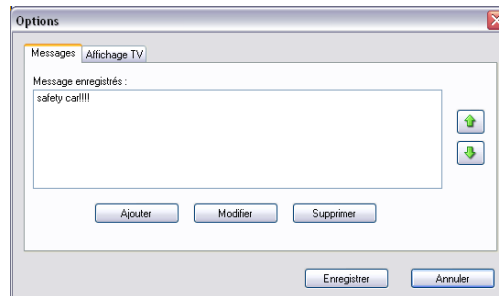 Options
Messages Affichage TV
Message enregistrés :
safety car!!!!
Ajouter Modifier Supprimer
Enregistrer Annuler